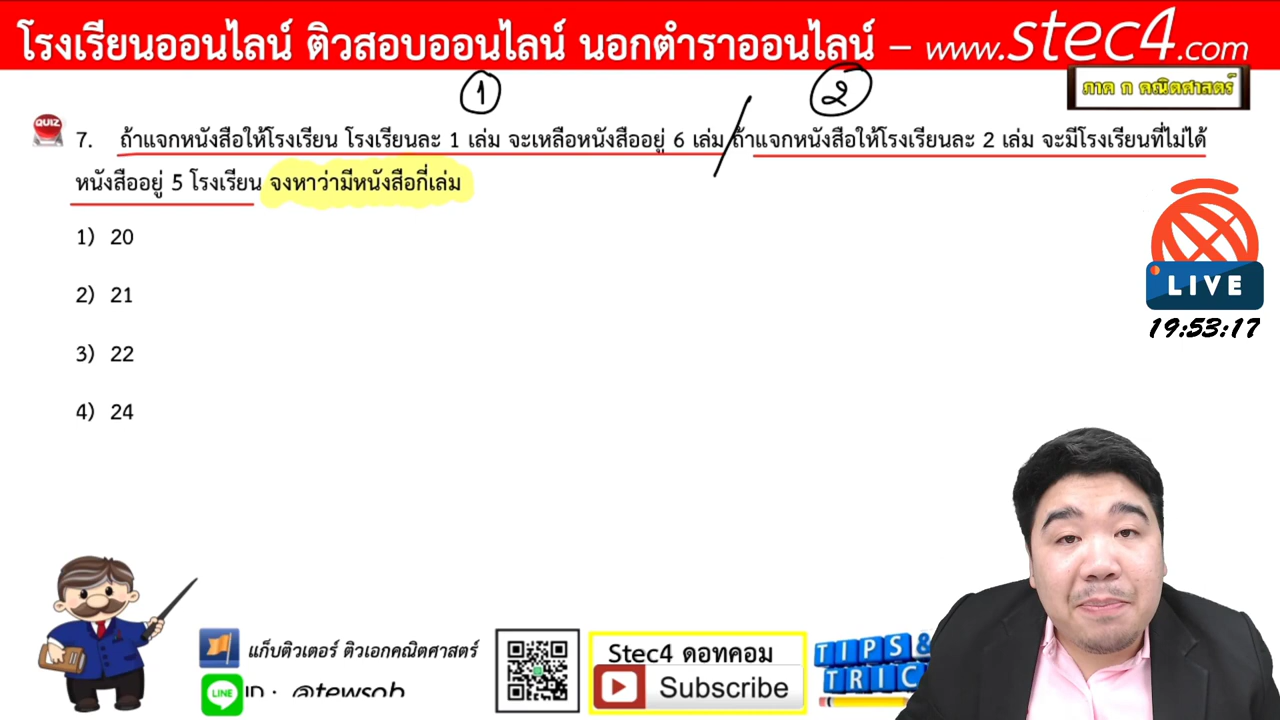 โรงเรียนออนไลน์ ติวสอบออนไลน์ นอกตำราออนไลน์ – www.stec4.com
ภาค ก คณิตศาสตร์
1 2
QUIZ
7. ถ้าแจกหนังสือให้โรงเรียน โรงเรียนละ 1 เล่ม จะเหลือหนังสืออยู่ 6 เล่ม / ถ้าแจกหนังสือให้โรงเรียนละ 2 เล่ม จะมีโรงเรียนที่ไม่ได้
หนังสืออยู่ 5 โรงเรียน จงหาว่ามีหนังสือกี่เล่ม
1) 20
2) 21
3) 22
4) 24
LIVE
19:53:17
แก็บติวเตอร์ ติวเอกคณิตศาสตร์
LINE ID : @tewsob
Stec4 ดอทคอม
Subscribe
TIPS &
TRIC